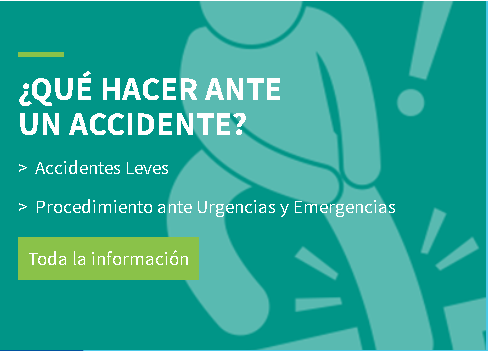 ¿QUÉ HACER ANTE
UN ACCIDENTE?
> Accidentes Leves
> Procedimiento ante Urgencias y Emergencias
Toda la información